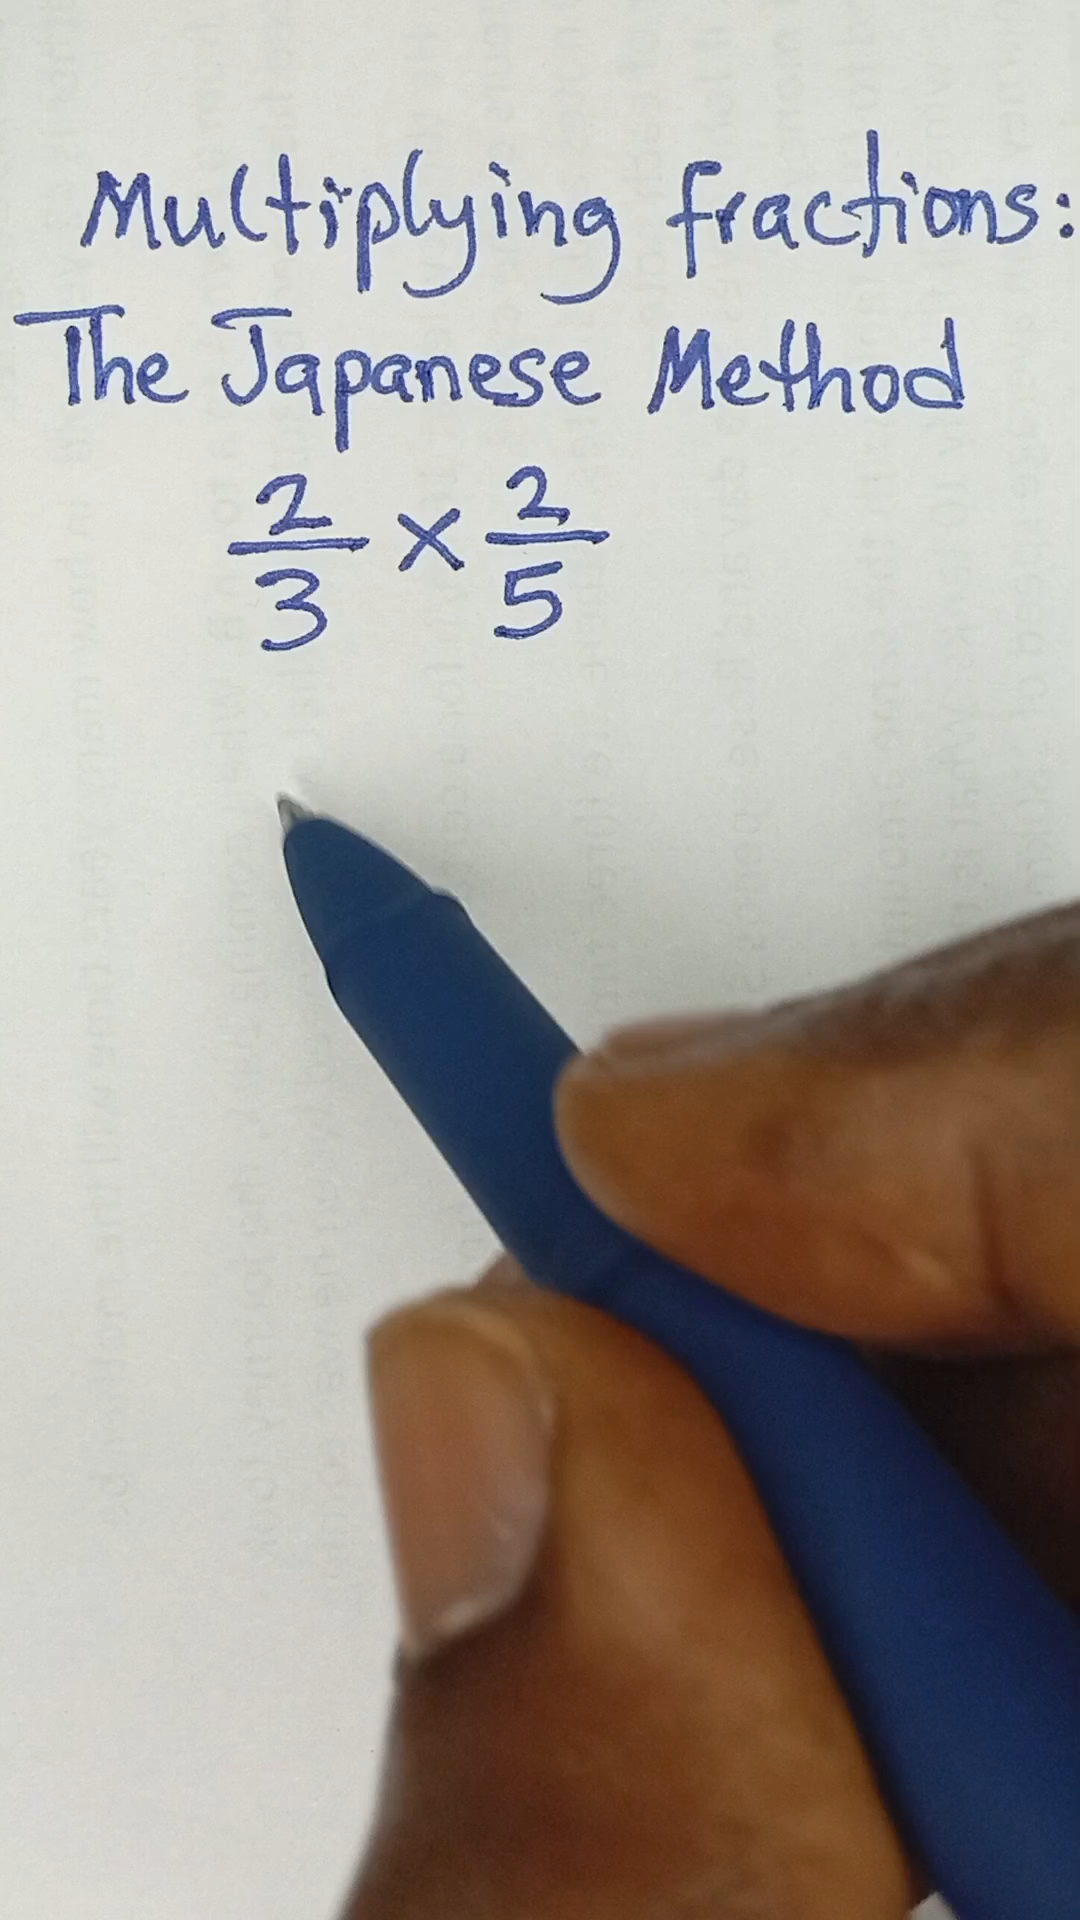 Multiplying fractions:
The Japanese Method
2/3 × 2/5